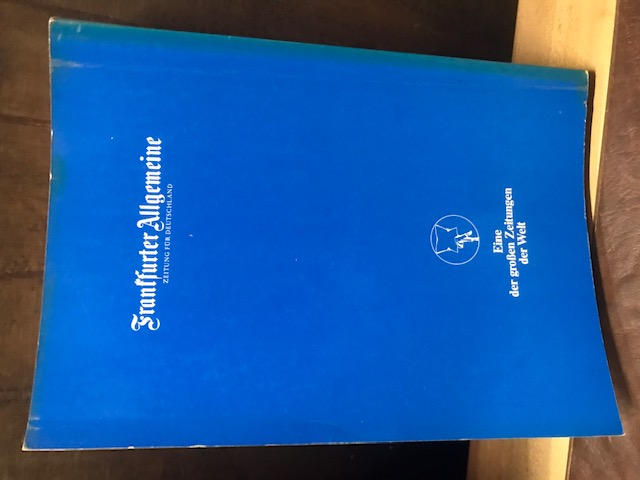 Frankfurter Allgemeine
ZEITUNG FÜR DEUTSCHLAND
Eine
der großen Zeitungen
der Welt